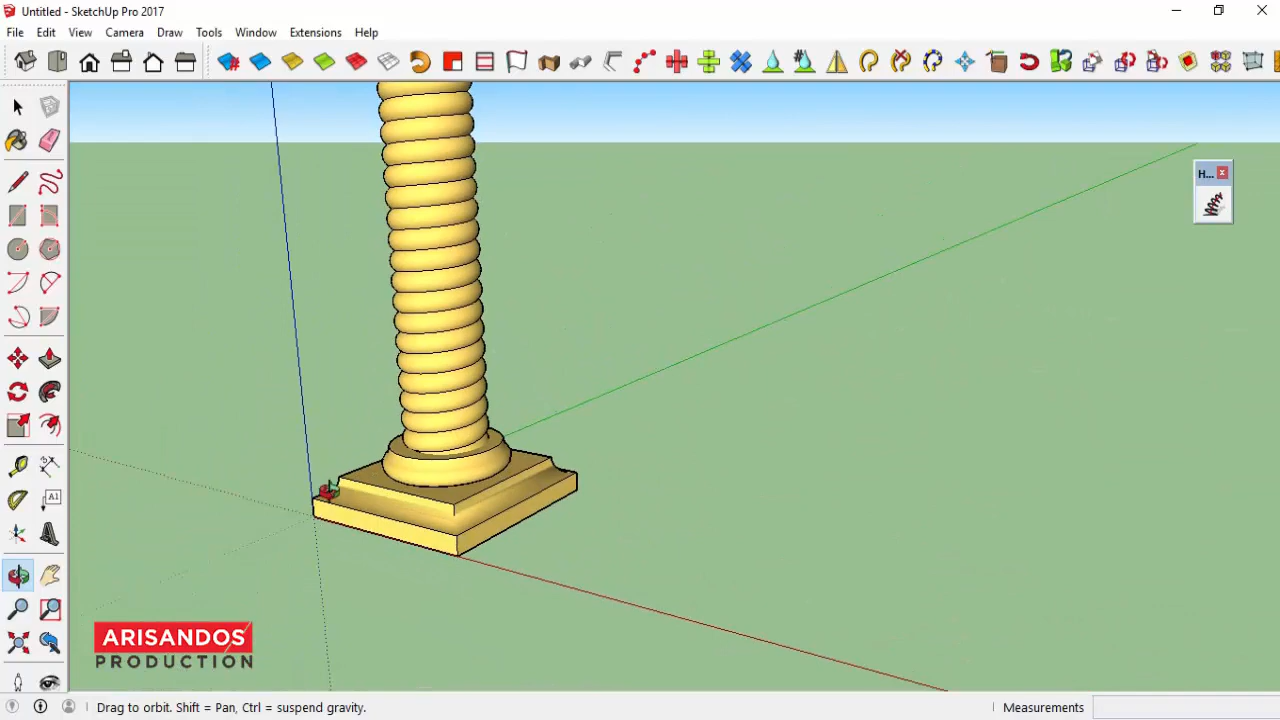 Untitled - SketchUp Pro 2017
File Edit View Camera Draw Tools Window Extensions Help
H...
A1
ARISANDOS
PRODUCTION
Drag to orbit. Shift = Pan, Ctrl = suspend gravity.
Measurements